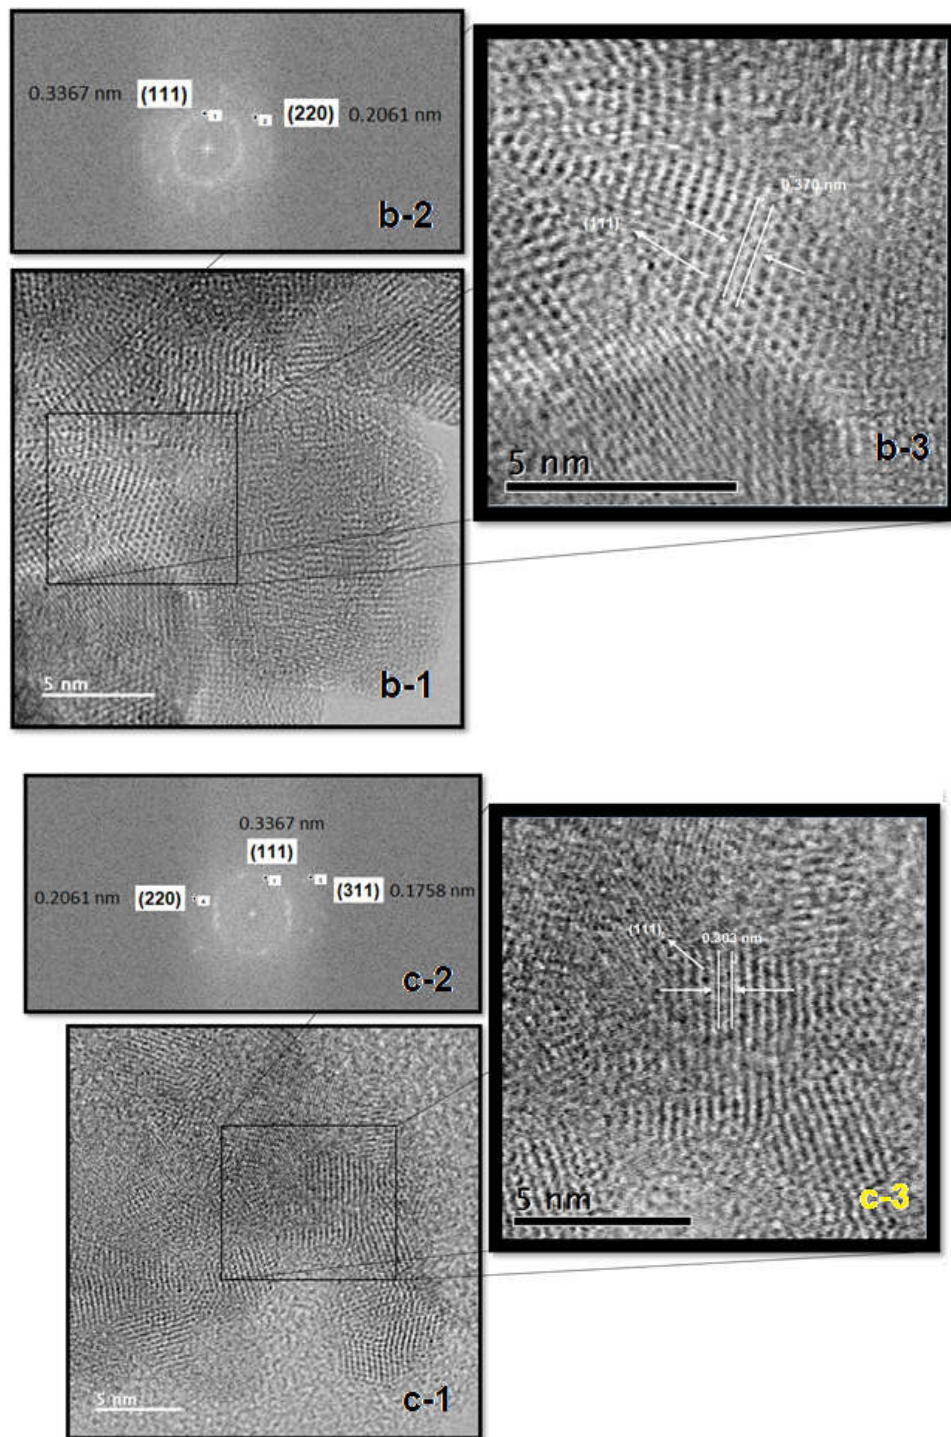 0.3367 nm (111) (220) 0.2061 nm
1 2
b-2
0.370 nm
(111)
5 nm
b-3
5 nm
b-1
0.3367 nm
(111)
0.2061 nm (220) (311) 0.1758 nm
c-2
(111) 0.303 nm
5 nm
c-3
5 nm
c-1